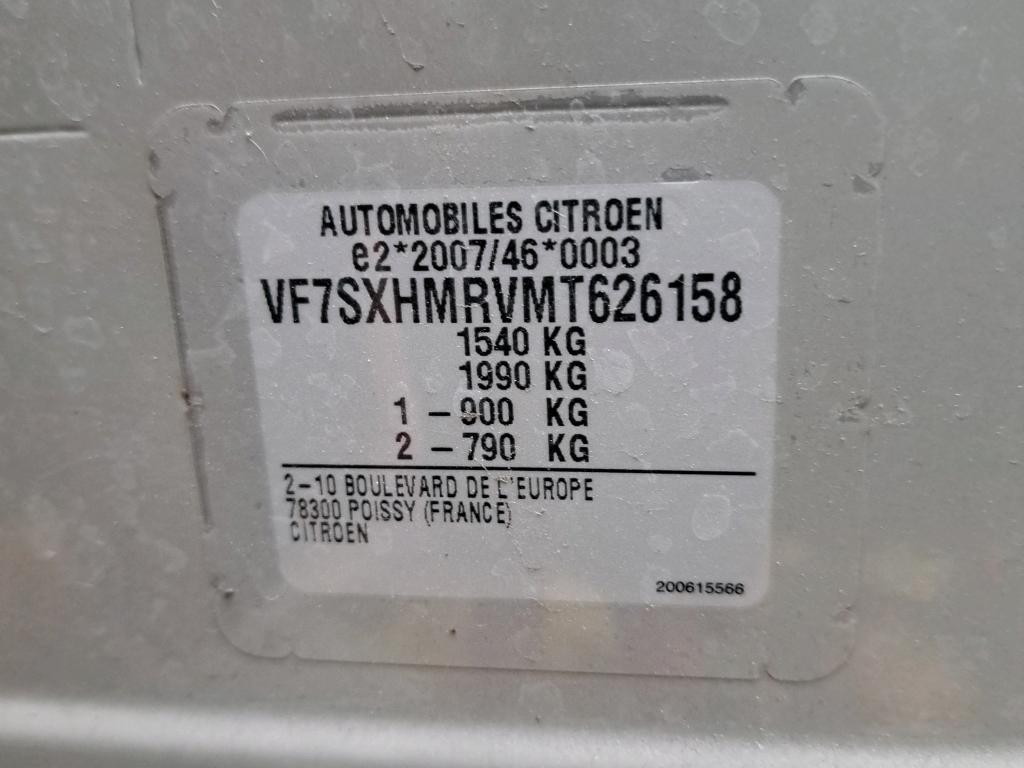 AUTOMOBILES CITROEN
e2*2007/46*0003
VF7SXHMRVMT626158
1540 KG
1990 KG
1 - 900 KG
2 - 790 KG
2-10 BOULEVARD DE L'EUROPE
78300 POISSY (FRANCE)
CITROEN
200615566